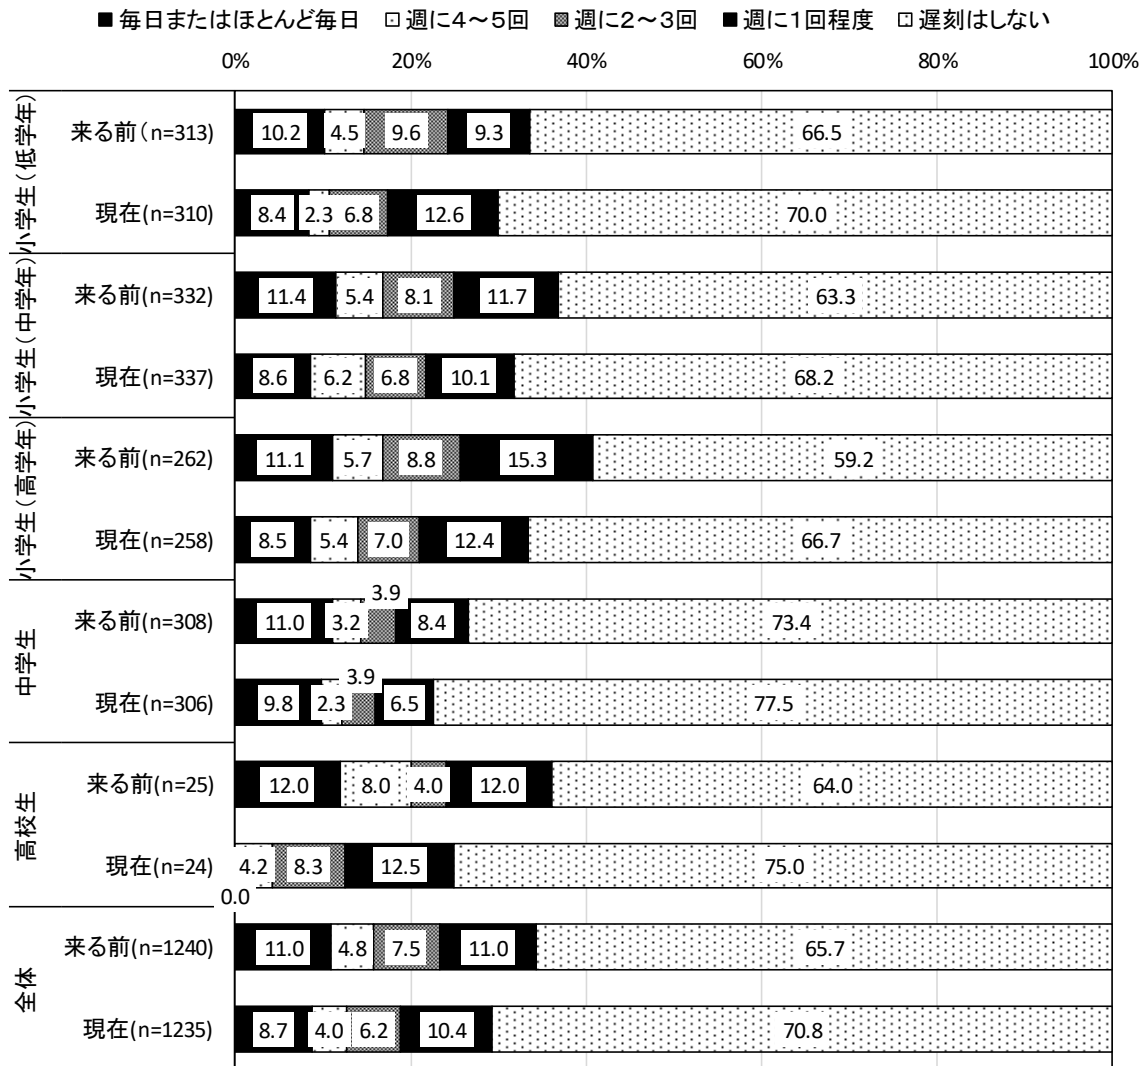 ■毎日またはほとんど毎日 □週に4～5回 ■週に2～3回 ■週に1回程度 □遅刻はしない
0% 20% 40% 60% 80% 100%
小学生(低学年)
来る前(n=313) 10.2 4.5 9.6 9.3 66.5
現在(n=310) 8.4 2.3 6.8 12.6 70.0
小学生(中学年)
来る前(n=332) 11.4 5.4 8.1 11.7 63.3
現在(n=337) 8.6 6.2 6.8 10.1 68.2
小学生(高学年)
来る前(n=262) 11.1 5.7 8.8 15.3 59.2
現在(n=258) 8.5 5.4 7.0 12.4 66.7
中学生
来る前(n=308) 11.0 3.2 3.9 8.4 73.4
現在(n=306) 9.8 2.3 3.9 6.5 77.5
高校生
来る前(n=25) 12.0 8.0 4.0 12.0 64.0
現在(n=24) 0.0 4.2 8.3 12.5 75.0
全体
来る前(n=1240) 11.0 4.8 7.5 11.0 65.7
現在(n=1235) 8.7 4.0 6.2 10.4 70.8